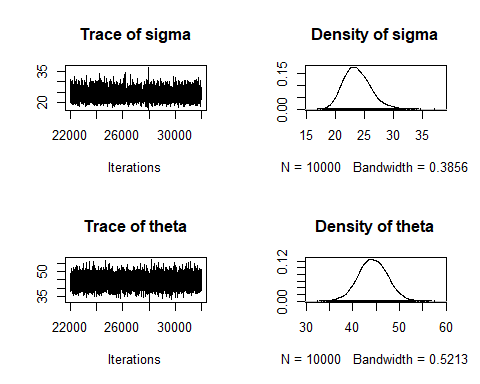 Trace of sigma
20 35
22000 26000 30000
Iterations
Density of sigma
0.00 0.15
15 20 25 30 35
N = 10000 Bandwidth = 0.3856
Trace of theta
35 50
22000 26000 30000
Iterations
Density of theta
0.00 0.12
30 40 50 60
N = 10000 Bandwidth = 0.5213